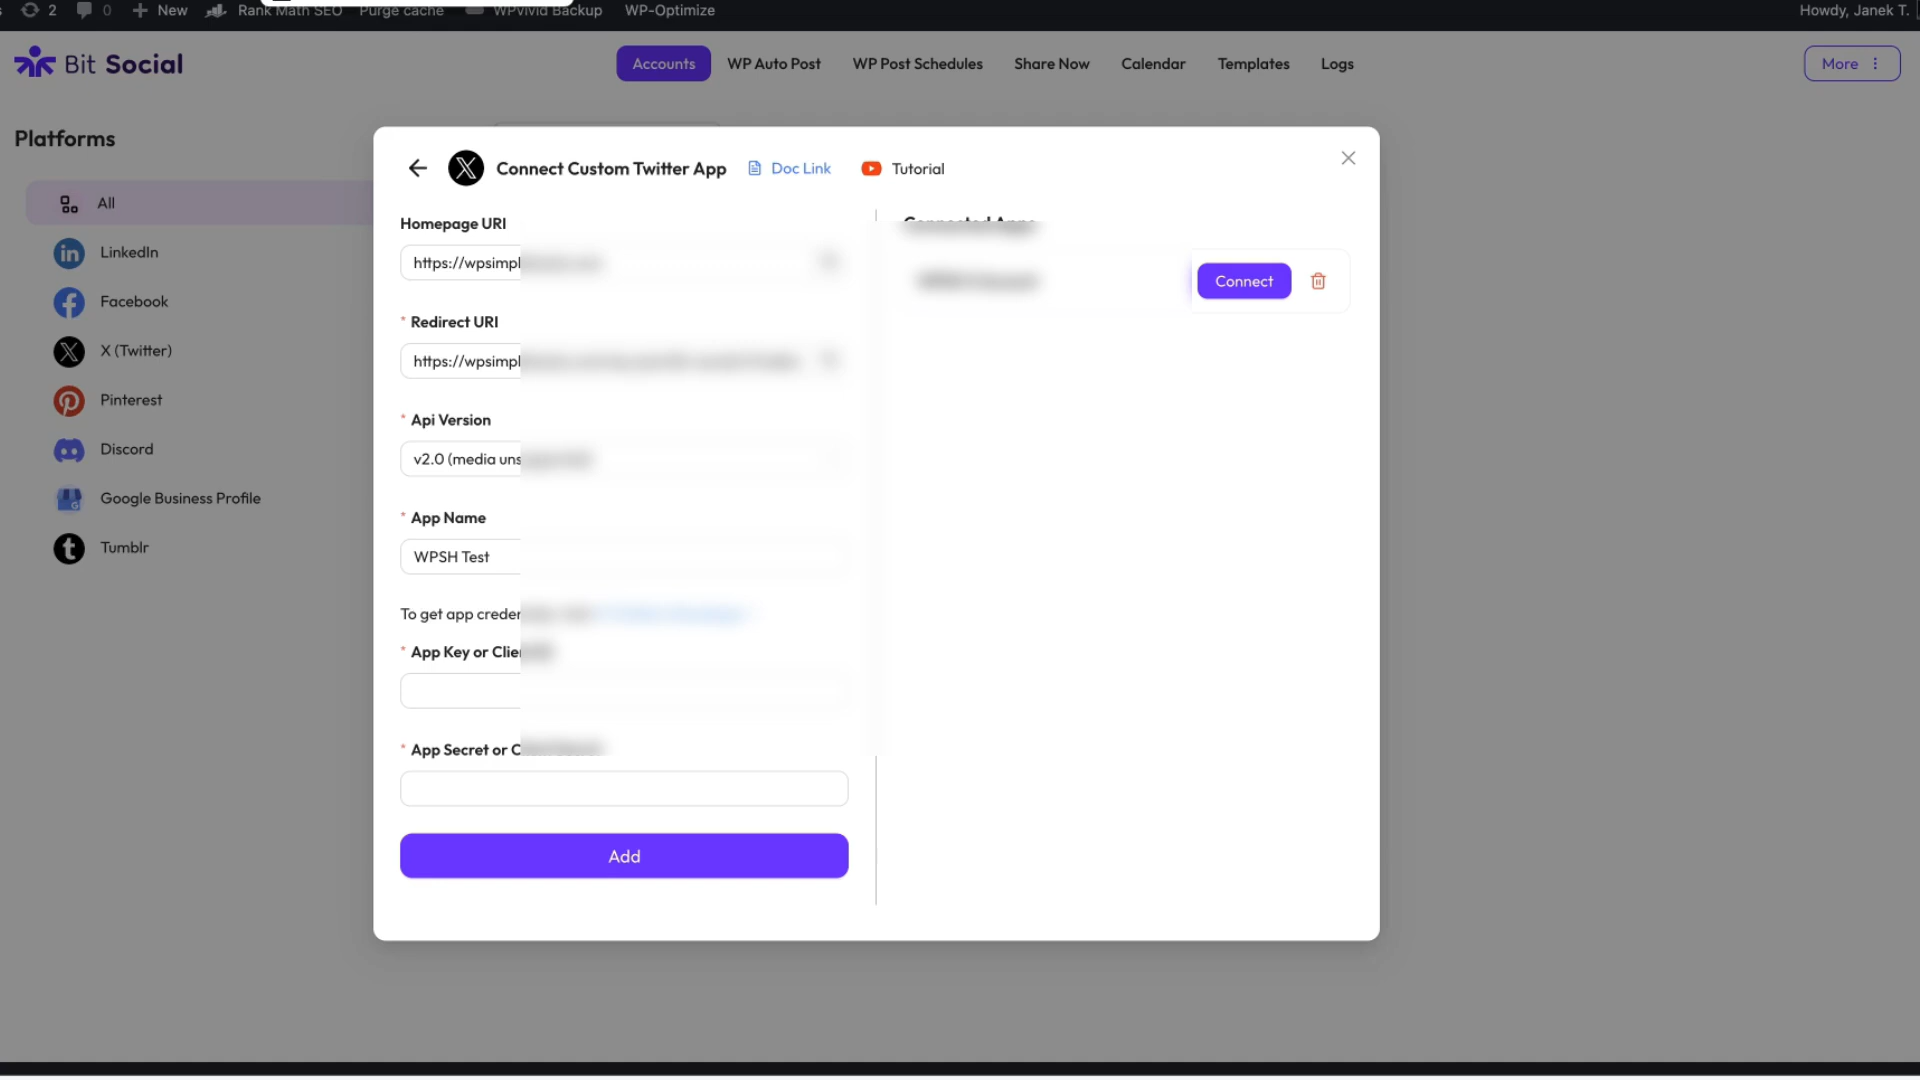 2 0 New Rank Math SEO Purge cache WPvivid Backup WP-Optimize Howdy, Janek T.
Bit Social
Accounts WP Auto Post WP Post Schedules Share Now Calendar Templates Logs More
Platforms
All
LinkedIn
Facebook
X (Twitter)
Pinterest
Discord
Google Business Profile
Tumblr
Connect Custom Twitter App Doc Link Tutorial
Homepage URI
https://wpsimpl
* Redirect URI
https://wpsimpl
* Api Version
v2.0 (media uns
* App Name
WPSH Test
To get app creden
* App Key or Clie
* App Secret or C
Add
Connected Apps
Connect